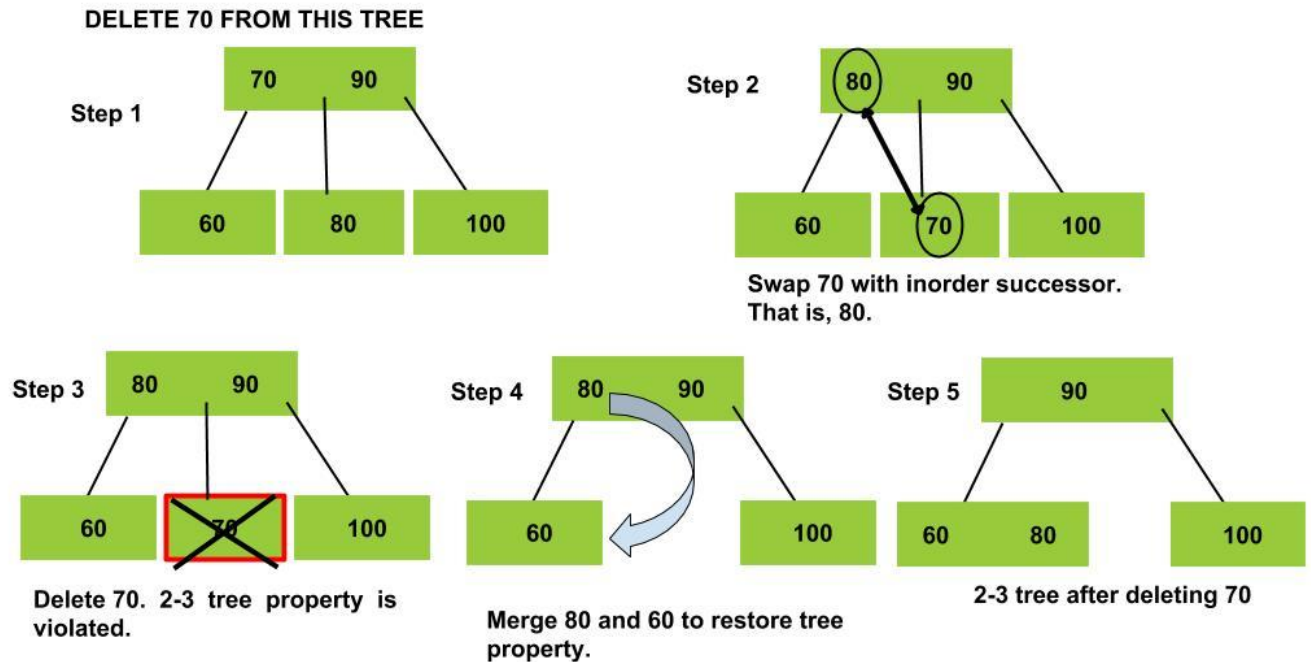 DELETE 70 FROM THIS TREE
Step 1
70 90
60 80 100
Step 2
80 90
60 70 100
Swap 70 with inorder successor.
That is, 80.
Step 3
80 90
60 70 100
Delete 70. 2-3 tree property is
violated.
Step 4
80 90
60 100
Merge 80 and 60 to restore tree
property.
Step 5
90
60 80 100
2-3 tree after deleting 70